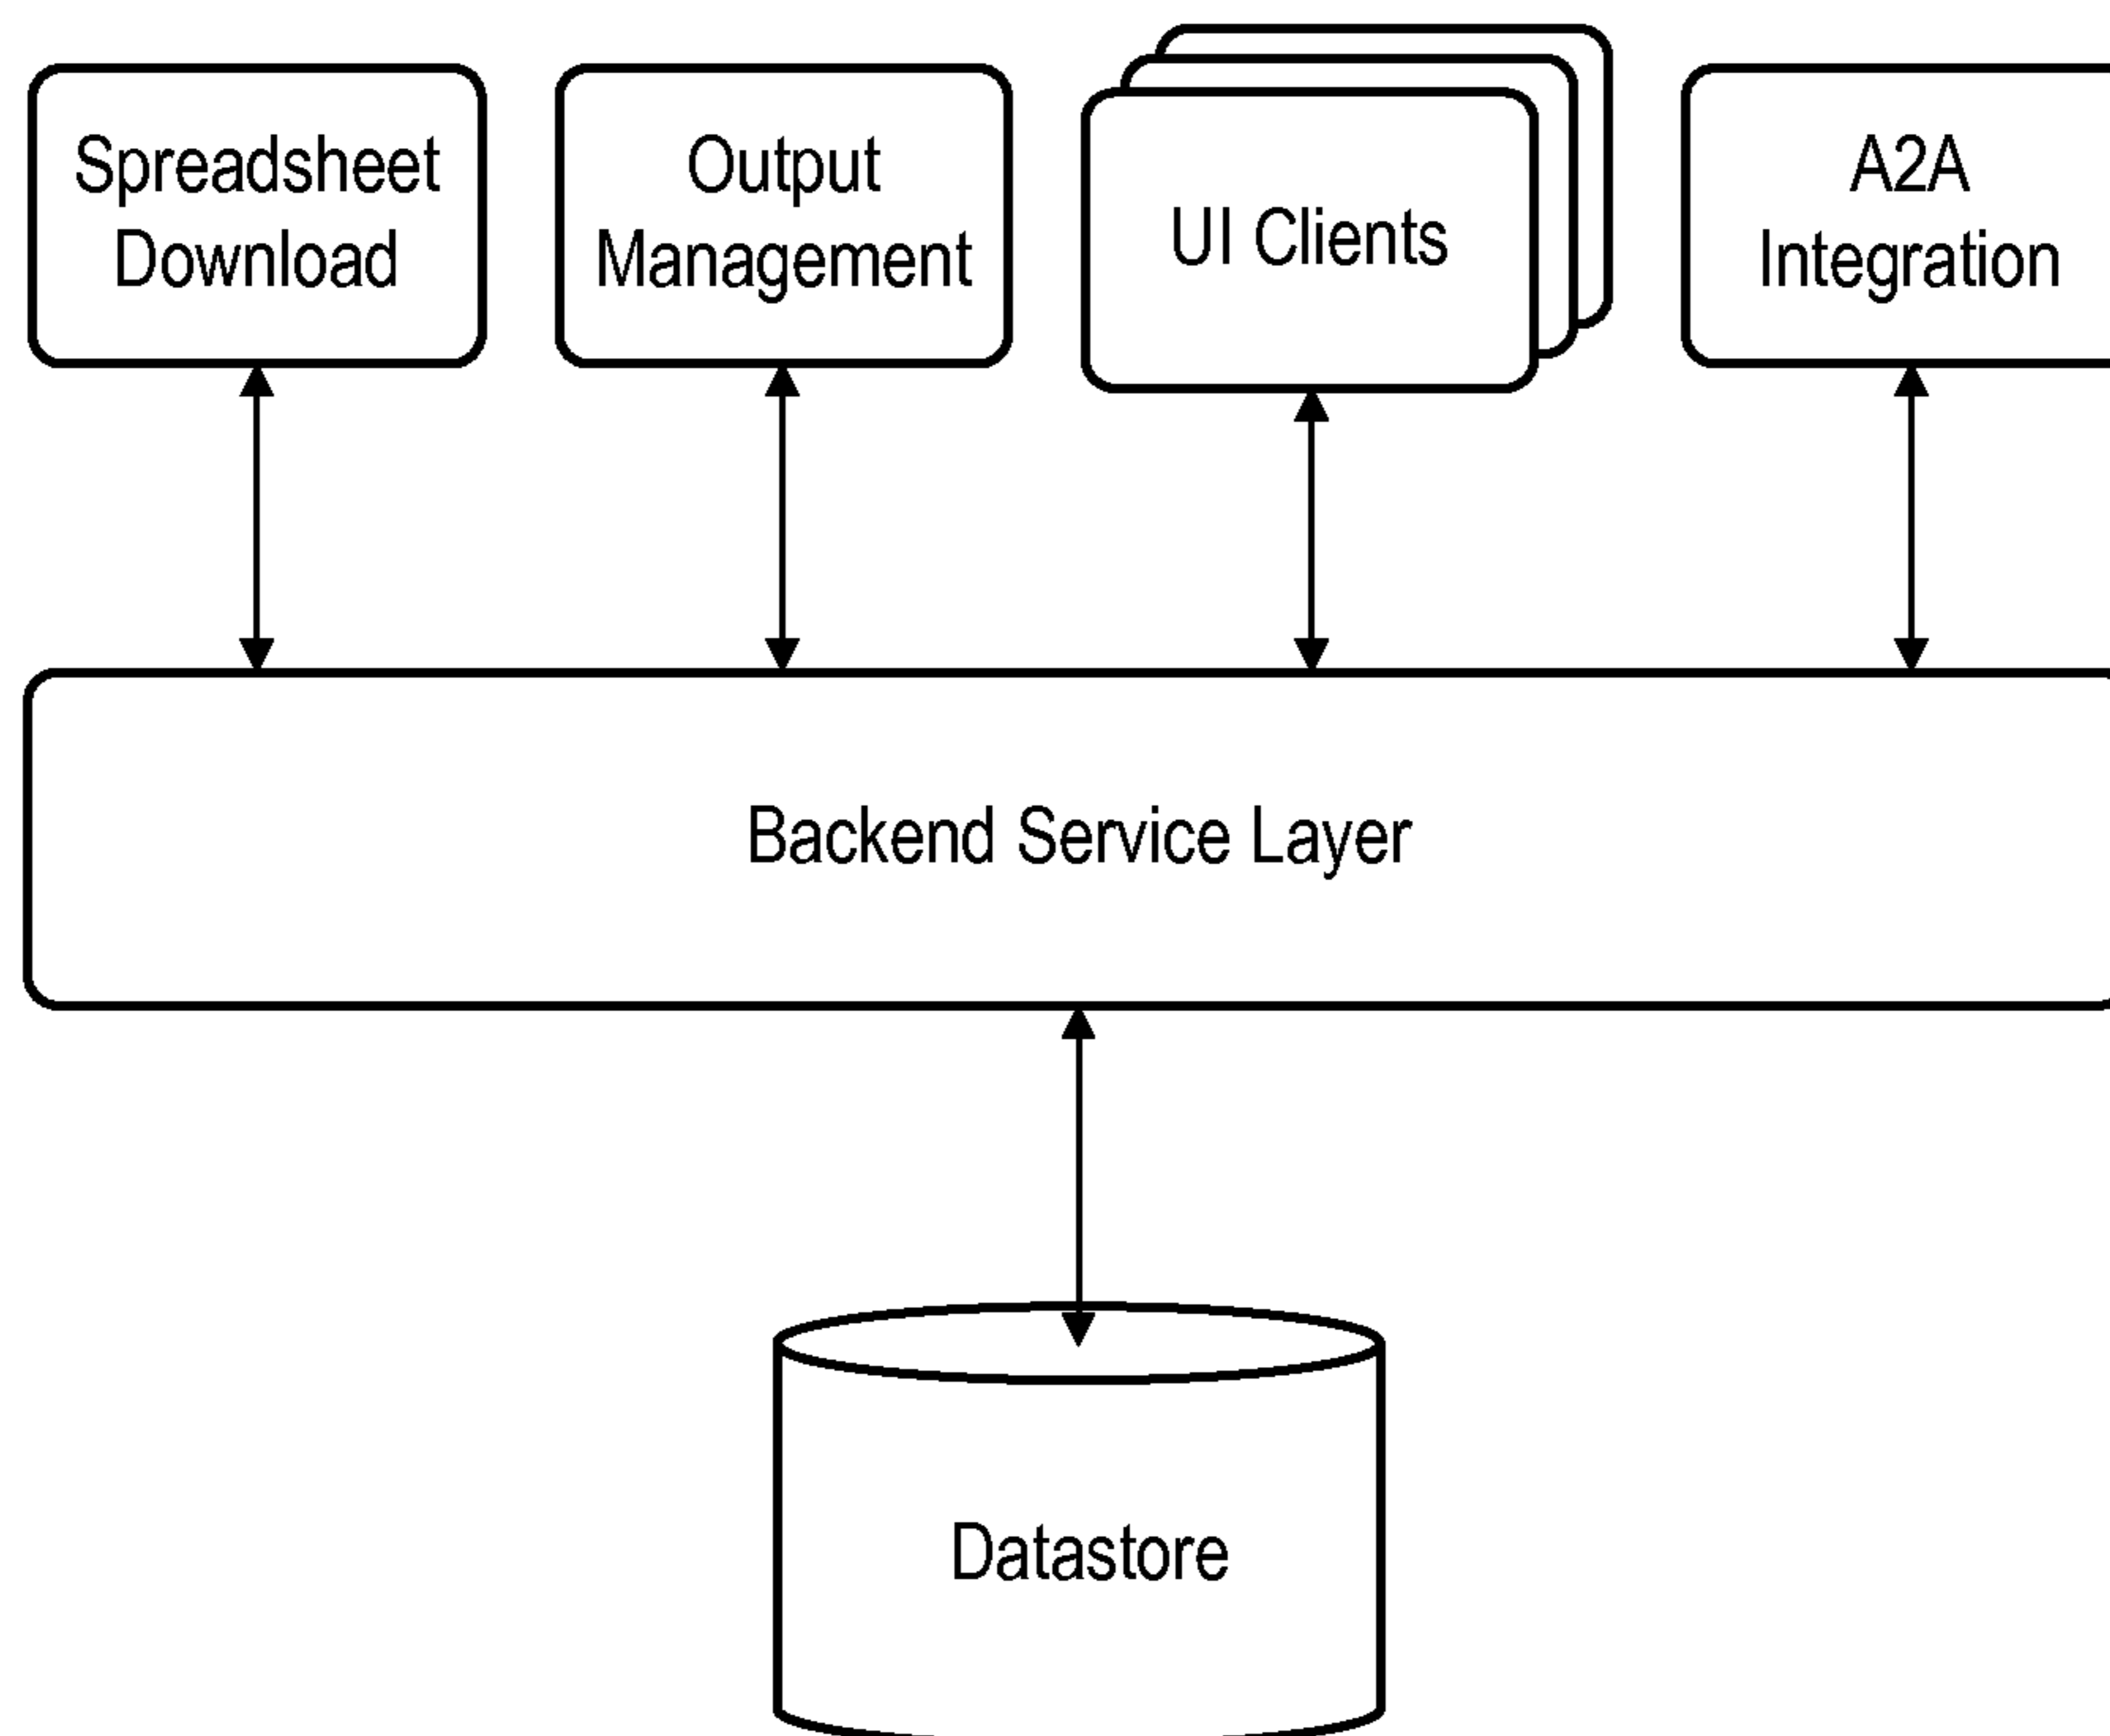 Spreadsheet
Download
Output
Management
UI Clients
A2A
Integration
Backend Service Layer
Datastore